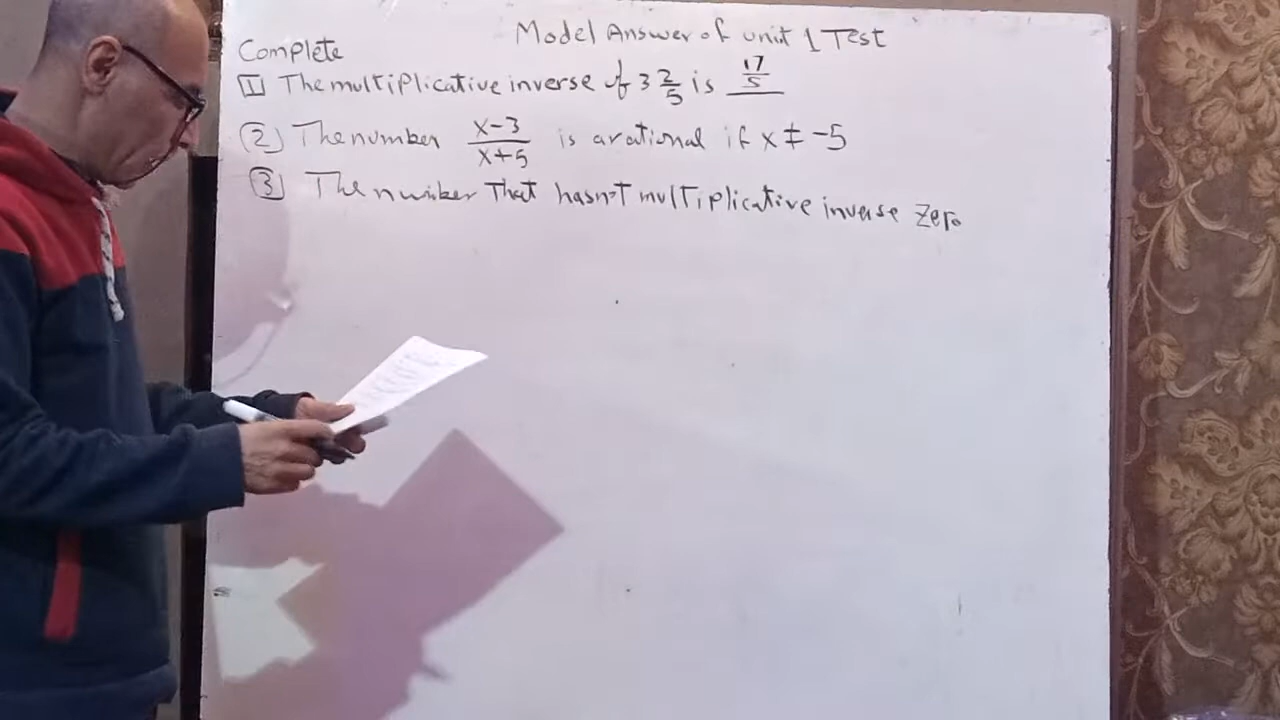 Model Answer of unit 1 Test
Complete
1 The multiplicative inverse of 3 2/5 is 17/5
2 The number x-3/x+5 is a rational if x ≠ -5
3 The number That hasn't multiplicative inverse Zero